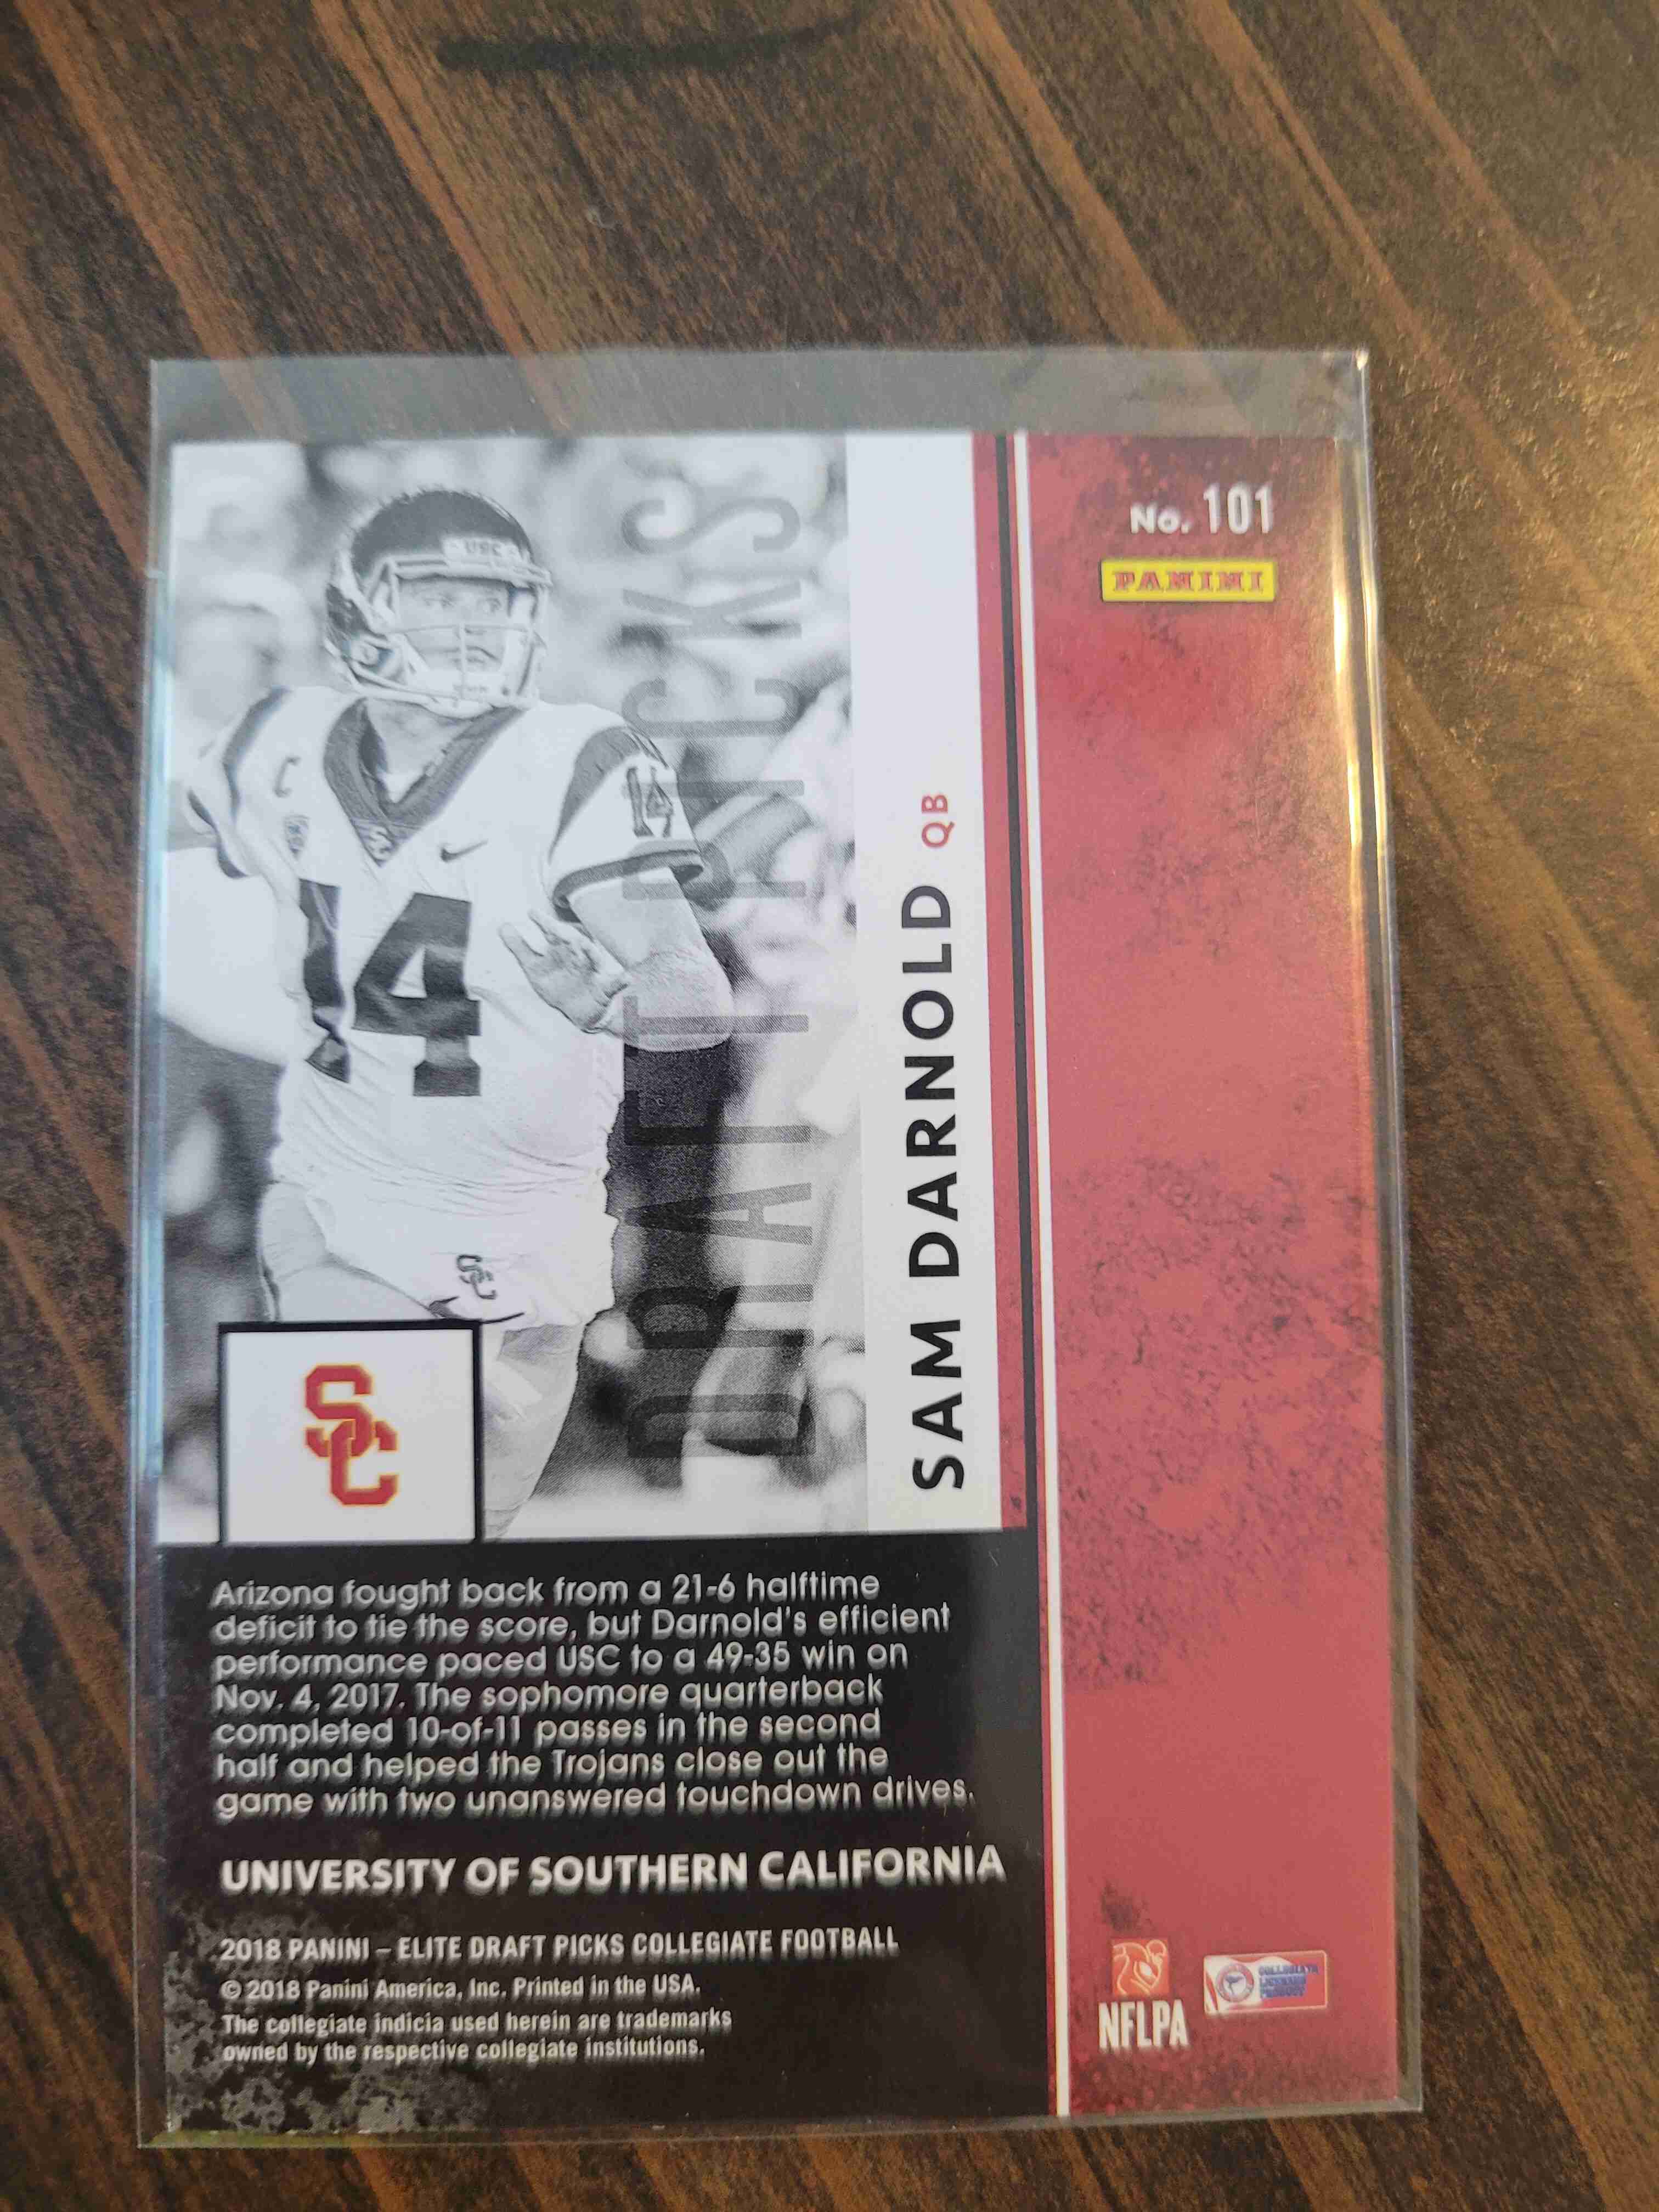 No. 101
PANINI
USC
C
14
14
SC
SC
DRAFT PICKS
SAM DARNOLD QB
SC
Arizona fought back from a 21-6 halftime
deficit to tie the score, but Darnold's efficient
performance paced USC to a 49-35 win on
Nov. 4, 2017. The sophomore quarterback
completed 10-of-11 passes in the second
half and helped the Trojans close out the
game with two unanswered touchdown drives.
UNIVERSITY OF SOUTHERN CALIFORNIA
2018 PANINI – ELITE DRAFT PICKS COLLEGIATE FOOTBALL
© 2018 Panini America, Inc. Printed in the USA.
The collegiate indicia used herein are trademarks
owned by the respective collegiate institutions.
NFLPA
COLLEGIATE
LICENSED
PRODUCT